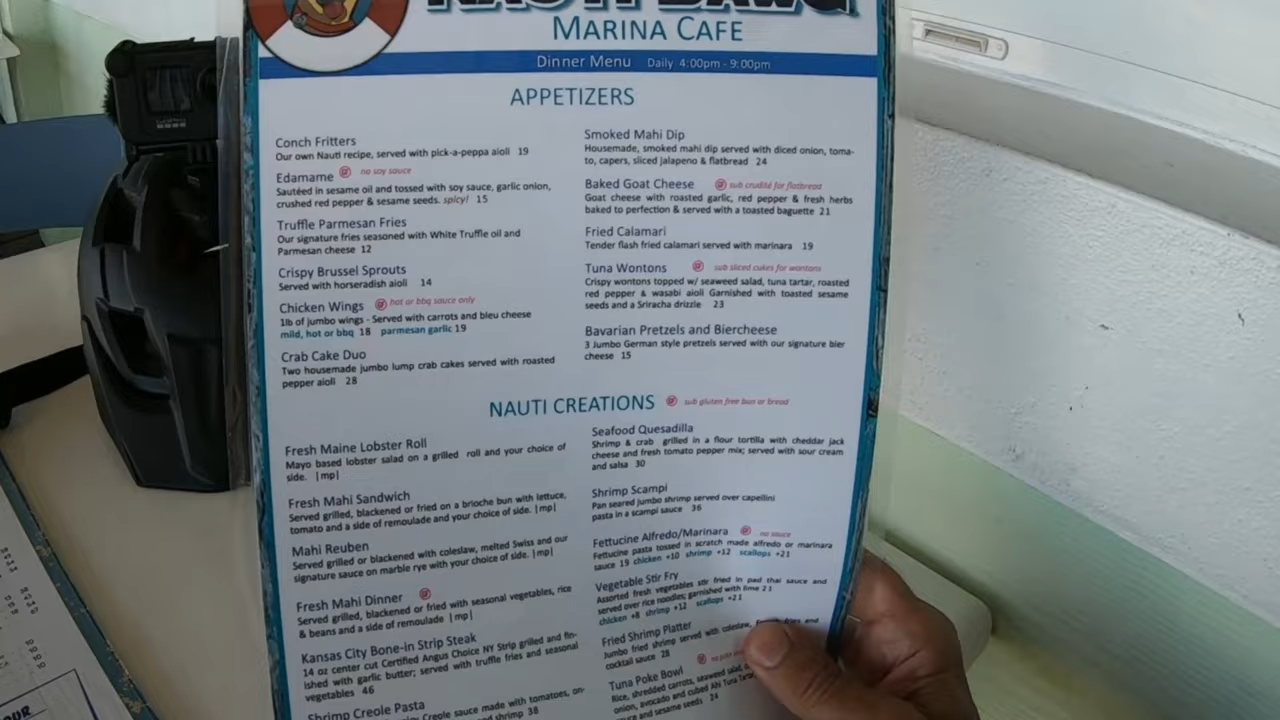 NAUTI DAWG
MARINA CAFE
Dinner Menu Daily 4:00pm - 9:00pm
APPETIZERS
Conch Fritters
Our own Nauti recipe, served with pick-a-peppa aioli 19
Edamame no soy sauce
Sautéed in sesame oil and tossed with soy sauce, garlic onion,
crushed red pepper & sesame seeds. spicy! 15
Truffle Parmesan Fries
Our signature fries seasoned with White Truffle oil and
Parmesan cheese 12
Crispy Brussel Sprouts
Served with horseradish aioli 14
Chicken Wings hot or bbq sauce only
1lb of jumbo wings - Served with carrots and bleu cheese
mild, hot or bbq 18 parmesan garlic 19
Crab Cake Duo
Two housemade jumbo lump crab cakes served with roasted
pepper aioli 28
Smoked Mahi Dip
Housemade, smoked mahi dip served with diced onion, toma-
to, capers, sliced jalapeno & flatbread 24
Baked Goat Cheese sub crudité for flatbread
Goat cheese with roasted garlic, red pepper & fresh herbs
baked to perfection & served with a toasted baguette 21
Fried Calamari
Tender flash fried calamari served with marinara 19
Tuna Wontons sub sliced cukes for wontons
Crispy wontons topped w/ seaweed salad, tuna tartar, roasted
red pepper & wasabi aioli Garnished with toasted sesame
seeds and a Sriracha drizzle 23
Bavarian Pretzels and Biercheese
3 Jumbo German style pretzels served with our signature bier
cheese 15
NAUTI CREATIONS sub gluten free bun or bread
Fresh Maine Lobster Roll
Mayo based lobster salad on a grilled roll and your choice of
side. |mp|
Fresh Mahi Sandwich
Served grilled, blackened or fried on a brioche bun with lettuce,
tomato and a side of remoulade and your choice of side. |mp|
Mahi Reuben
Served grilled or blackened with coleslaw, melted Swiss and our
signature sauce on marble rye with your choice of side. |mp|
Fresh Mahi Dinner
Served grilled, blackened or fried with seasonal vegetables, rice
& beans and a side of remoulade |mp|
Kansas City Bone-in Strip Steak
14 oz center cut Certified Angus Choice NY Strip grilled and fin-
ished with garlic butter; served with truffle fries and seasonal
vegetables 46
Shrimp Creole Pasta
Creole sauce made with tomatoes, on-
shrimp 38
Seafood Quesadilla
Shrimp & crab grilled in a flour tortilla with cheddar jack
cheese and fresh tomato pepper mix; served with sour cream
and salsa 30
Shrimp Scampi
Pan seared jumbo shrimp served over capellini
pasta in a scampi sauce 36
Fettucine Alfredo/Marinara no sauce
Fettucine pasta tossed in scratch made alfredo or marinara
sauce 19 chicken +10 shrimp +12 scallops +21
Vegetable Stir Fry
Assorted fresh vegetables stir fried in pad thai sauce and
served over rice noodles; garnished with lime 21
chicken +8 shrimp +12 scallops +21
Fried Shrimp Platter
Jumbo fried shrimp served with coleslaw, and
cocktail sauce 28
Tuna Poke Bowl
Rice, shredded carrots, seaweed salad,
onion, avocado and cubed Ahi Tuna
and sesame seeds 24